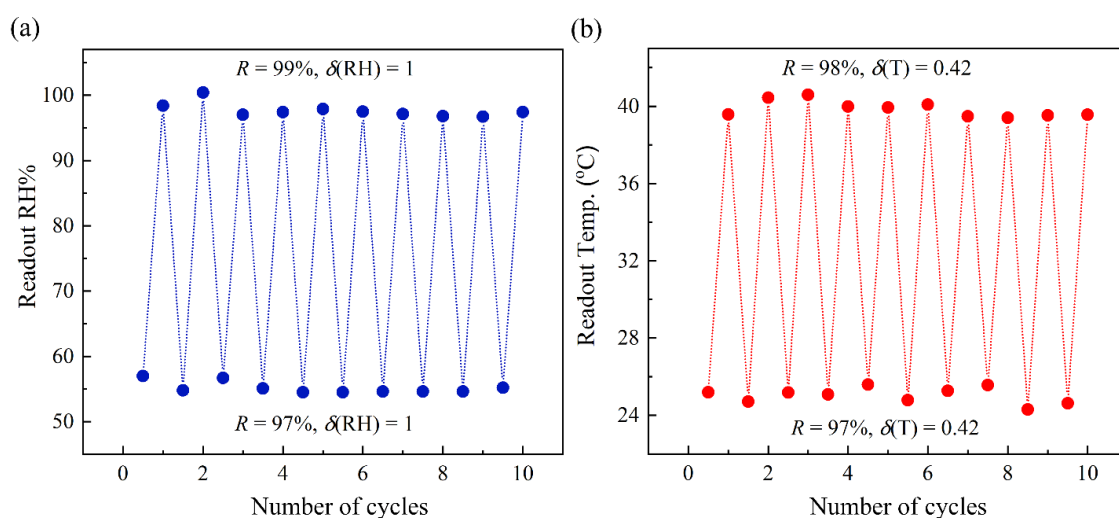 (a)
R = 99%, δ(RH) = 1
100
90
80
70
60
50
Readout RH%
R = 97%, δ(RH) = 1
0 2 4 6 8 10
Number of cycles
(b)
R = 98%, δ(T) = 0.42
40
36
32
28
24
Readout Temp. (ºC)
R = 97%, δ(T) = 0.42
0 2 4 6 8 10
Number of cycles